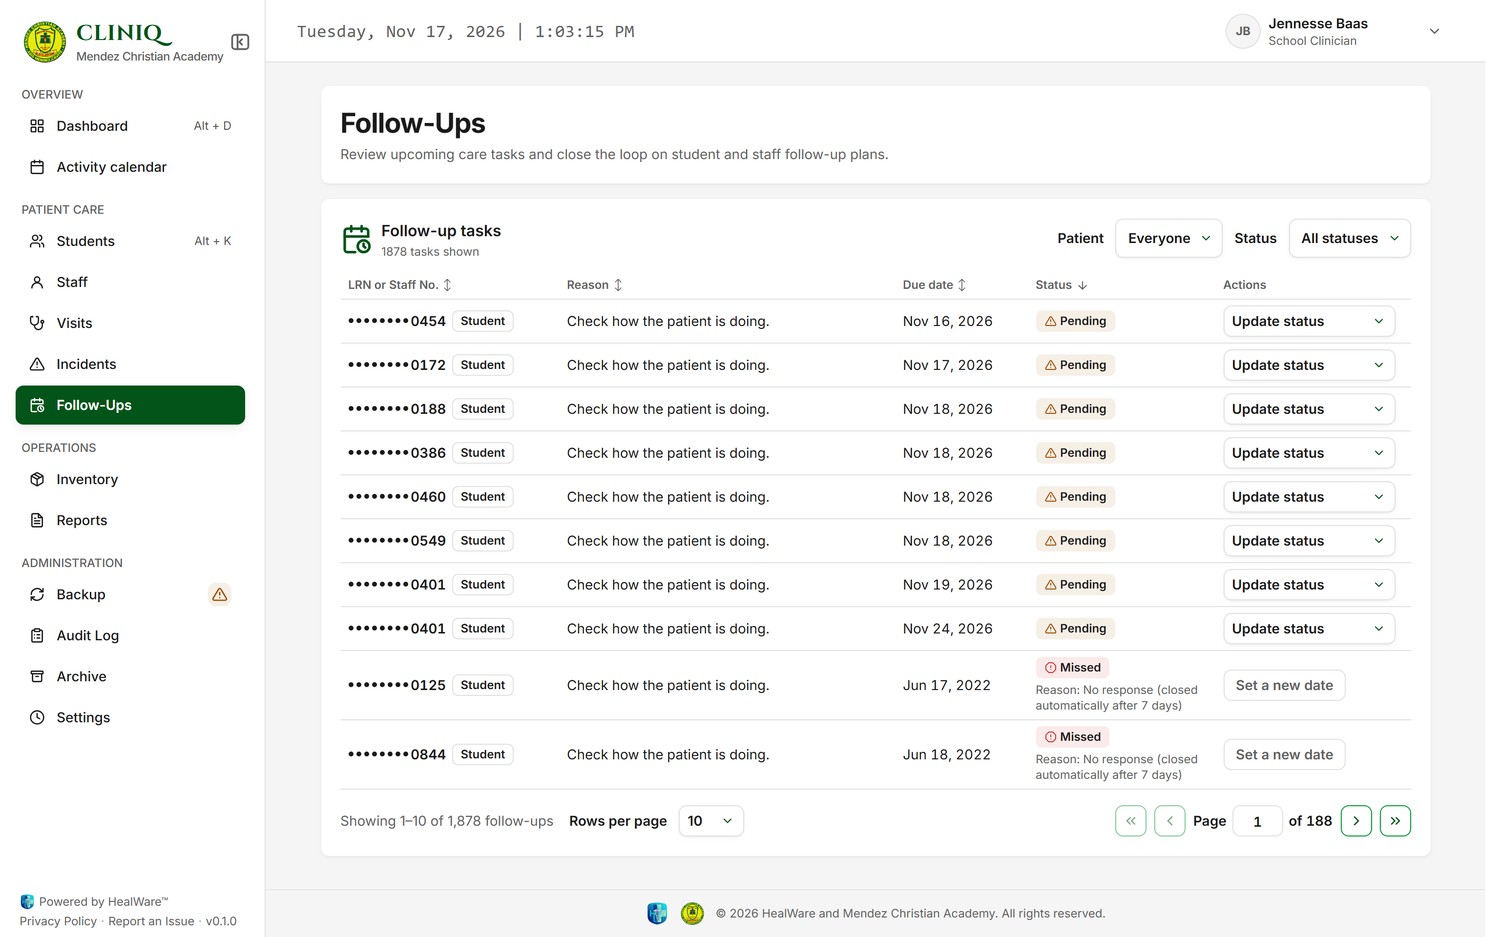 CLINIQ
Mendez Christian Academy
Tuesday, Nov 17, 2026 | 1:03:15 PM
JB
Jennesse Baas
School Clinician
OVERVIEW
Dashboard Alt + D
Activity calendar
PATIENT CARE
Students Alt + K
Staff
Visits
Incidents
Follow-Ups
OPERATIONS
Inventory
Reports
ADMINISTRATION
Backup
Audit Log
Archive
Settings
Powered by HealWare™
Privacy Policy · Report an Issue · v0.1.0
Follow-Ups
Review upcoming care tasks and close the loop on student and staff follow-up plans.
Follow-up tasks
1878 tasks shown
Patient Everyone Status All statuses
LRN or Staff No. Reason Due date Status Actions
••••••••0454 Student Check how the patient is doing. Nov 16, 2026 Pending Update status
••••••••0172 Student Check how the patient is doing. Nov 17, 2026 Pending Update status
••••••••0188 Student Check how the patient is doing. Nov 18, 2026 Pending Update status
••••••••0386 Student Check how the patient is doing. Nov 18, 2026 Pending Update status
••••••••0460 Student Check how the patient is doing. Nov 18, 2026 Pending Update status
••••••••0549 Student Check how the patient is doing. Nov 18, 2026 Pending Update status
••••••••0401 Student Check how the patient is doing. Nov 19, 2026 Pending Update status
••••••••0401 Student Check how the patient is doing. Nov 24, 2026 Pending Update status
••••••••0125 Student Check how the patient is doing. Jun 17, 2022 Missed Set a new date
Reason: No response (closed
automatically after 7 days)
••••••••0844 Student Check how the patient is doing. Jun 18, 2022 Missed Set a new date
Reason: No response (closed
automatically after 7 days)
Showing 1–10 of 1,878 follow-ups Rows per page 10 Page 1 of 188
© 2026 HealWare and Mendez Christian Academy. All rights reserved.